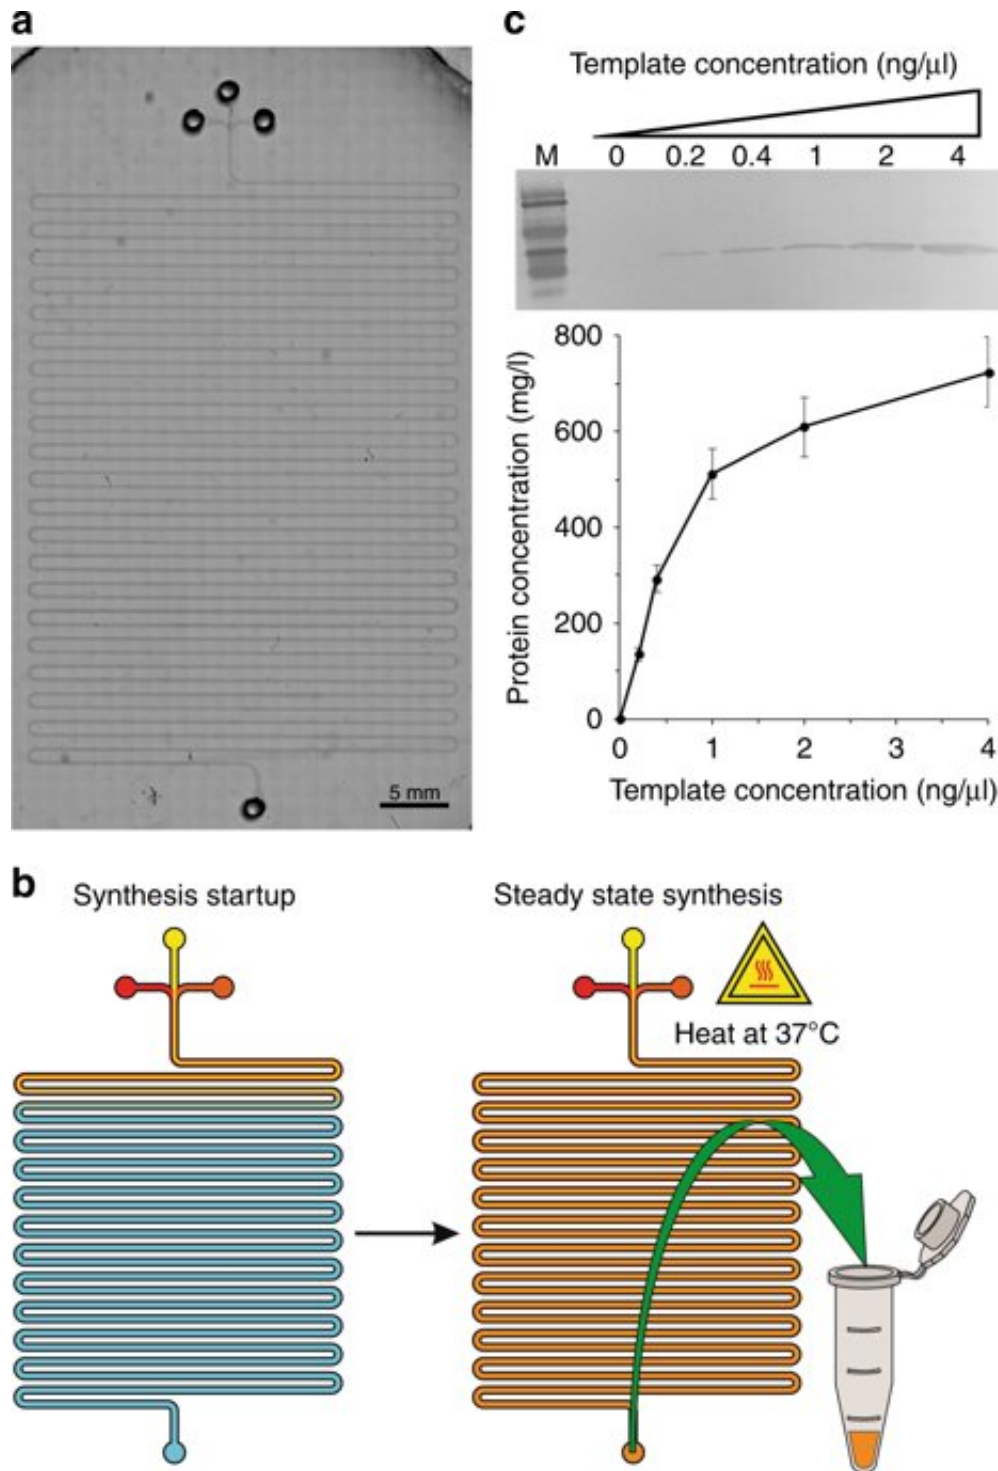 a
5 mm
c
Template concentration (ng/µl)
M 0 0.2 0.4 1 2 4
Protein concentration (mg/l)
800
600
400
200
0
0 1 2 3 4
Template concentration (ng/µl)
b
Synthesis startup
Steady state synthesis
Heat at 37°C